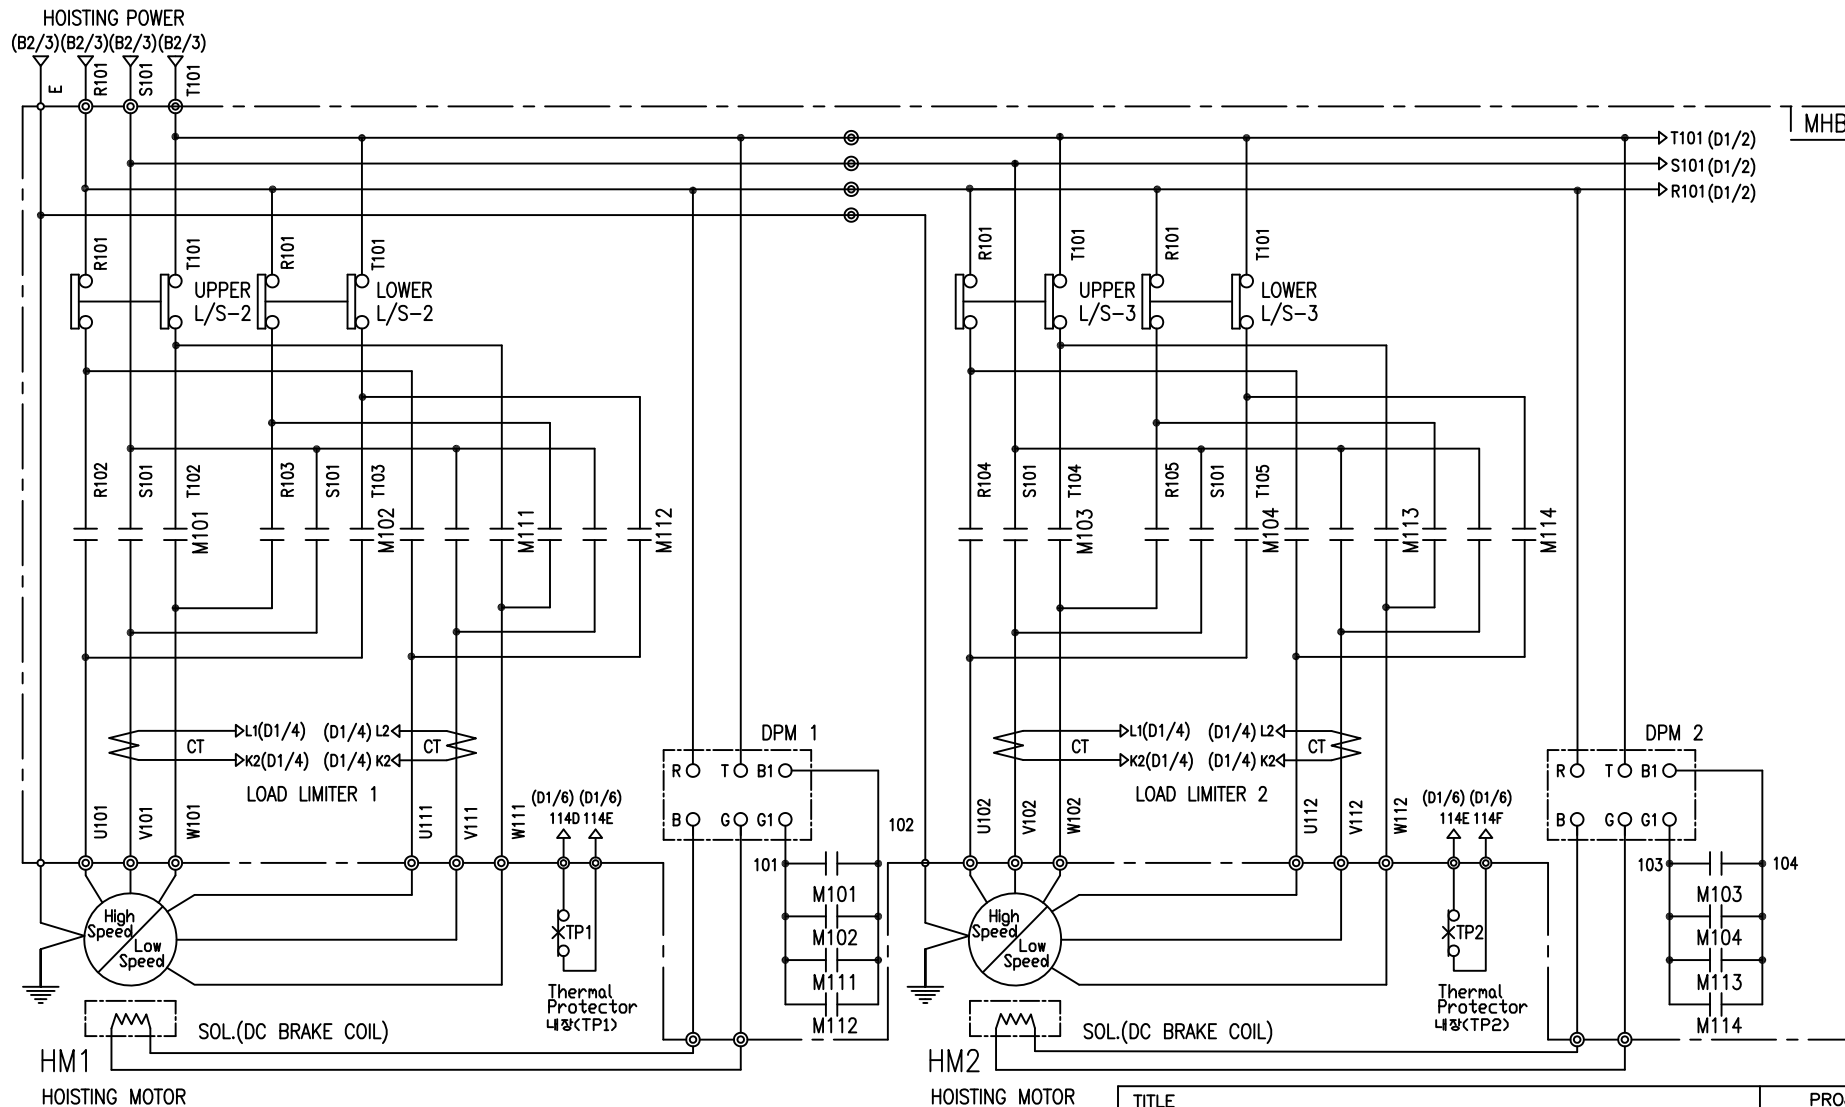 HOISTING POWER
(B2/3)(B2/3)(B2/3)(B2/3)
E
R101
S101
T101
MHB
T101 (D1/2)
S101 (D1/2)
R101 (D1/2)
R101
T101
R101
T101
R101
T101
R101
T101
UPPER
L/S-2
LOWER
L/S-2
UPPER
L/S-3
LOWER
L/S-3
R102
S101
T102
R103
S101
T103
R104
S101
T104
R105
S101
T105
M101
M102
M111
M112
M103
M104
M113
M114
L1(D1/4) (D1/4) L2
CT CT
K2(D1/4) (D1/4) K2
LOAD LIMITER 1
L1(D1/4) (D1/4) L2
CT CT
K2(D1/4) (D1/4) K2
LOAD LIMITER 2
DPM 1
R T B1
B G G1
DPM 2
R T B1
B G G1
U101
V101
W101
U111
V111
W111
(D1/6) (D1/6)
114D 114E
U102
V102
W102
U112
V112
W112
(D1/6) (D1/6)
114E 114F
102
101
M101
M102
M111
M112
103
104
M103
M104
M113
M114
High
Speed
Low
Speed
TP1
Thermal
Protector
내장(TP1)
High
Speed
Low
Speed
TP2
Thermal
Protector
내장(TP2)
SOL.(DC BRAKE COIL)
SOL.(DC BRAKE COIL)
HM1
HOISTING MOTOR
HM2
HOISTING MOTOR
TITLE
PRO